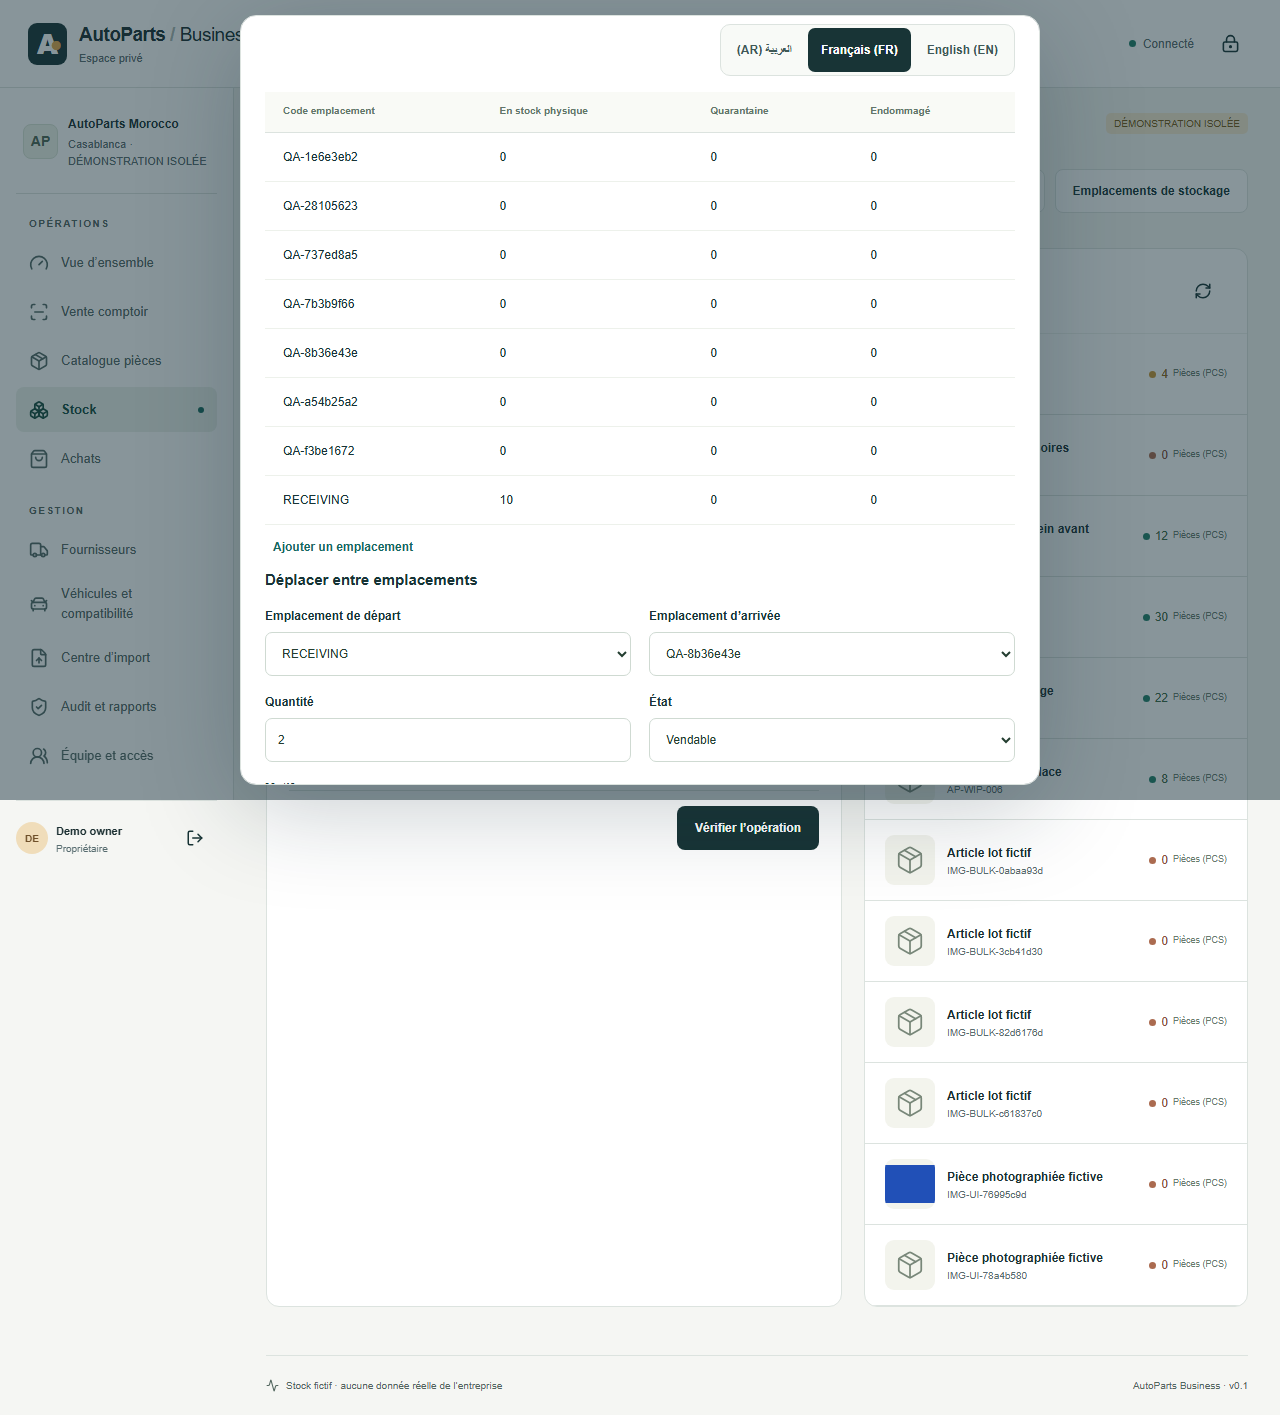 AutoParts / Busines
Espace privé
Connecté
العربية (AR)
Français (FR)
English (EN)
AP
AutoParts Morocco
Casablanca ·
DÉMONSTRATION ISOLÉE
DÉMONSTRATION ISOLÉE
Emplacements de stockage
OPÉRATIONS
Vue d'ensemble
Vente comptoir
Catalogue pièces
Stock
Achats
GESTION
Fournisseurs
Véhicules et
compatibilité
Centre d'import
Audit et rapports
Équipe et accès
DE
Demo owner
Propriétaire
Code emplacement En stock physique Quarantaine Endommagé
QA-1e6e3eb2 0 0 0
QA-28105623 0 0 0
QA-737ed8a5 0 0 0
QA-7b3b9f66 0 0 0
QA-8b36e43e 0 0 0
QA-a54b25a2 0 0 0
QA-f3be1672 0 0 0
RECEIVING 10 0 0
Ajouter un emplacement
Déplacer entre emplacements
Emplacement de départ
RECEIVING
Emplacement d’arrivée
QA-8b36e43e
Quantité
2
État
Vendable
Vérifier l’opération
4 Pièces (PCS)
oires
0 Pièces (PCS)
ein avant
12 Pièces (PCS)
30 Pièces (PCS)
ge
22 Pièces (PCS)
lace
AP-WIP-006
8 Pièces (PCS)
Article lot fictif
IMG-BULK-0abaa93d
0 Pièces (PCS)
Article lot fictif
IMG-BULK-3cb41d30
0 Pièces (PCS)
Article lot fictif
IMG-BULK-82d6176d
0 Pièces (PCS)
Article lot fictif
IMG-BULK-c61837c0
0 Pièces (PCS)
Pièce photographiée fictive
IMG-UI-76995c9d
0 Pièces (PCS)
Pièce photographiée fictive
IMG-UI-78a4b580
0 Pièces (PCS)
Stock fictif · aucune donnée réelle de l’entreprise
AutoParts Business · v0.1